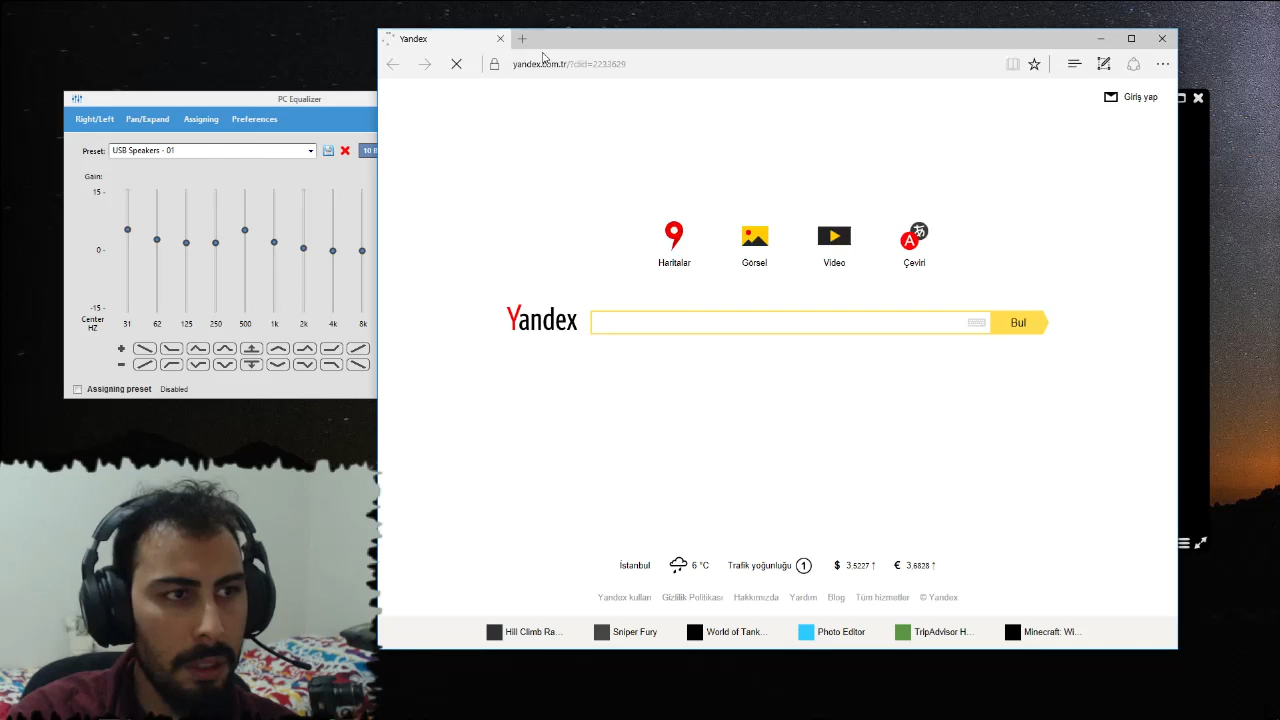 Yandex
yandex.com.tr/?clid=2233629
Giriş yap
PC Equalizer
Right/Left Pan/Expand Assigning Preferences
Preset: USB Speakers - 01
10 B
Gain:
15
0
-15
Center HZ 31 62 125 250 500 1k 2k 4k 8k
Assigning preset Disabled
Haritalar Görsel Video Çeviri
Yandex Bul
İstanbul 6 °C Trafik yoğunluğu 1 $ 3,5227 ↑ € 3,6828 ↑
Yandex kullan Gizlilik Politikası Hakkımızda Yardım Blog Tüm hizmetler © Yandex
Hill Climb Ra... Sniper Fury World of Tank... Photo Editor TripAdvisor H... Minecraft: Wi...